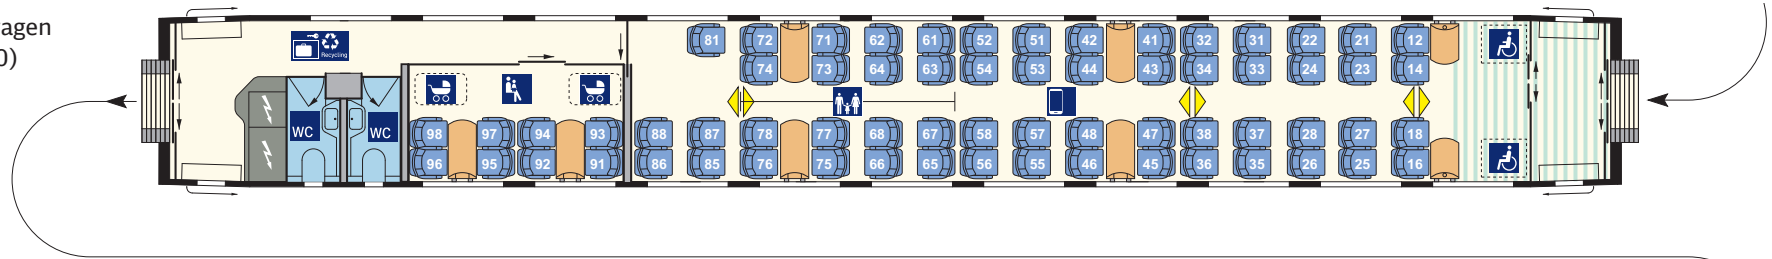 agen
0)
Recycling
81 72 71 62 61 52 51 42 41 32 31 22 21 12
74 73 64 63 54 53 44 43 34 33 24 23 14
WC WC
98 97 94 93 88 87 78 77 68 67 58 57 48 47 38 37 28 27 18
96 95 92 91 86 85 76 75 66 65 56 55 46 45 36 35 26 25 16